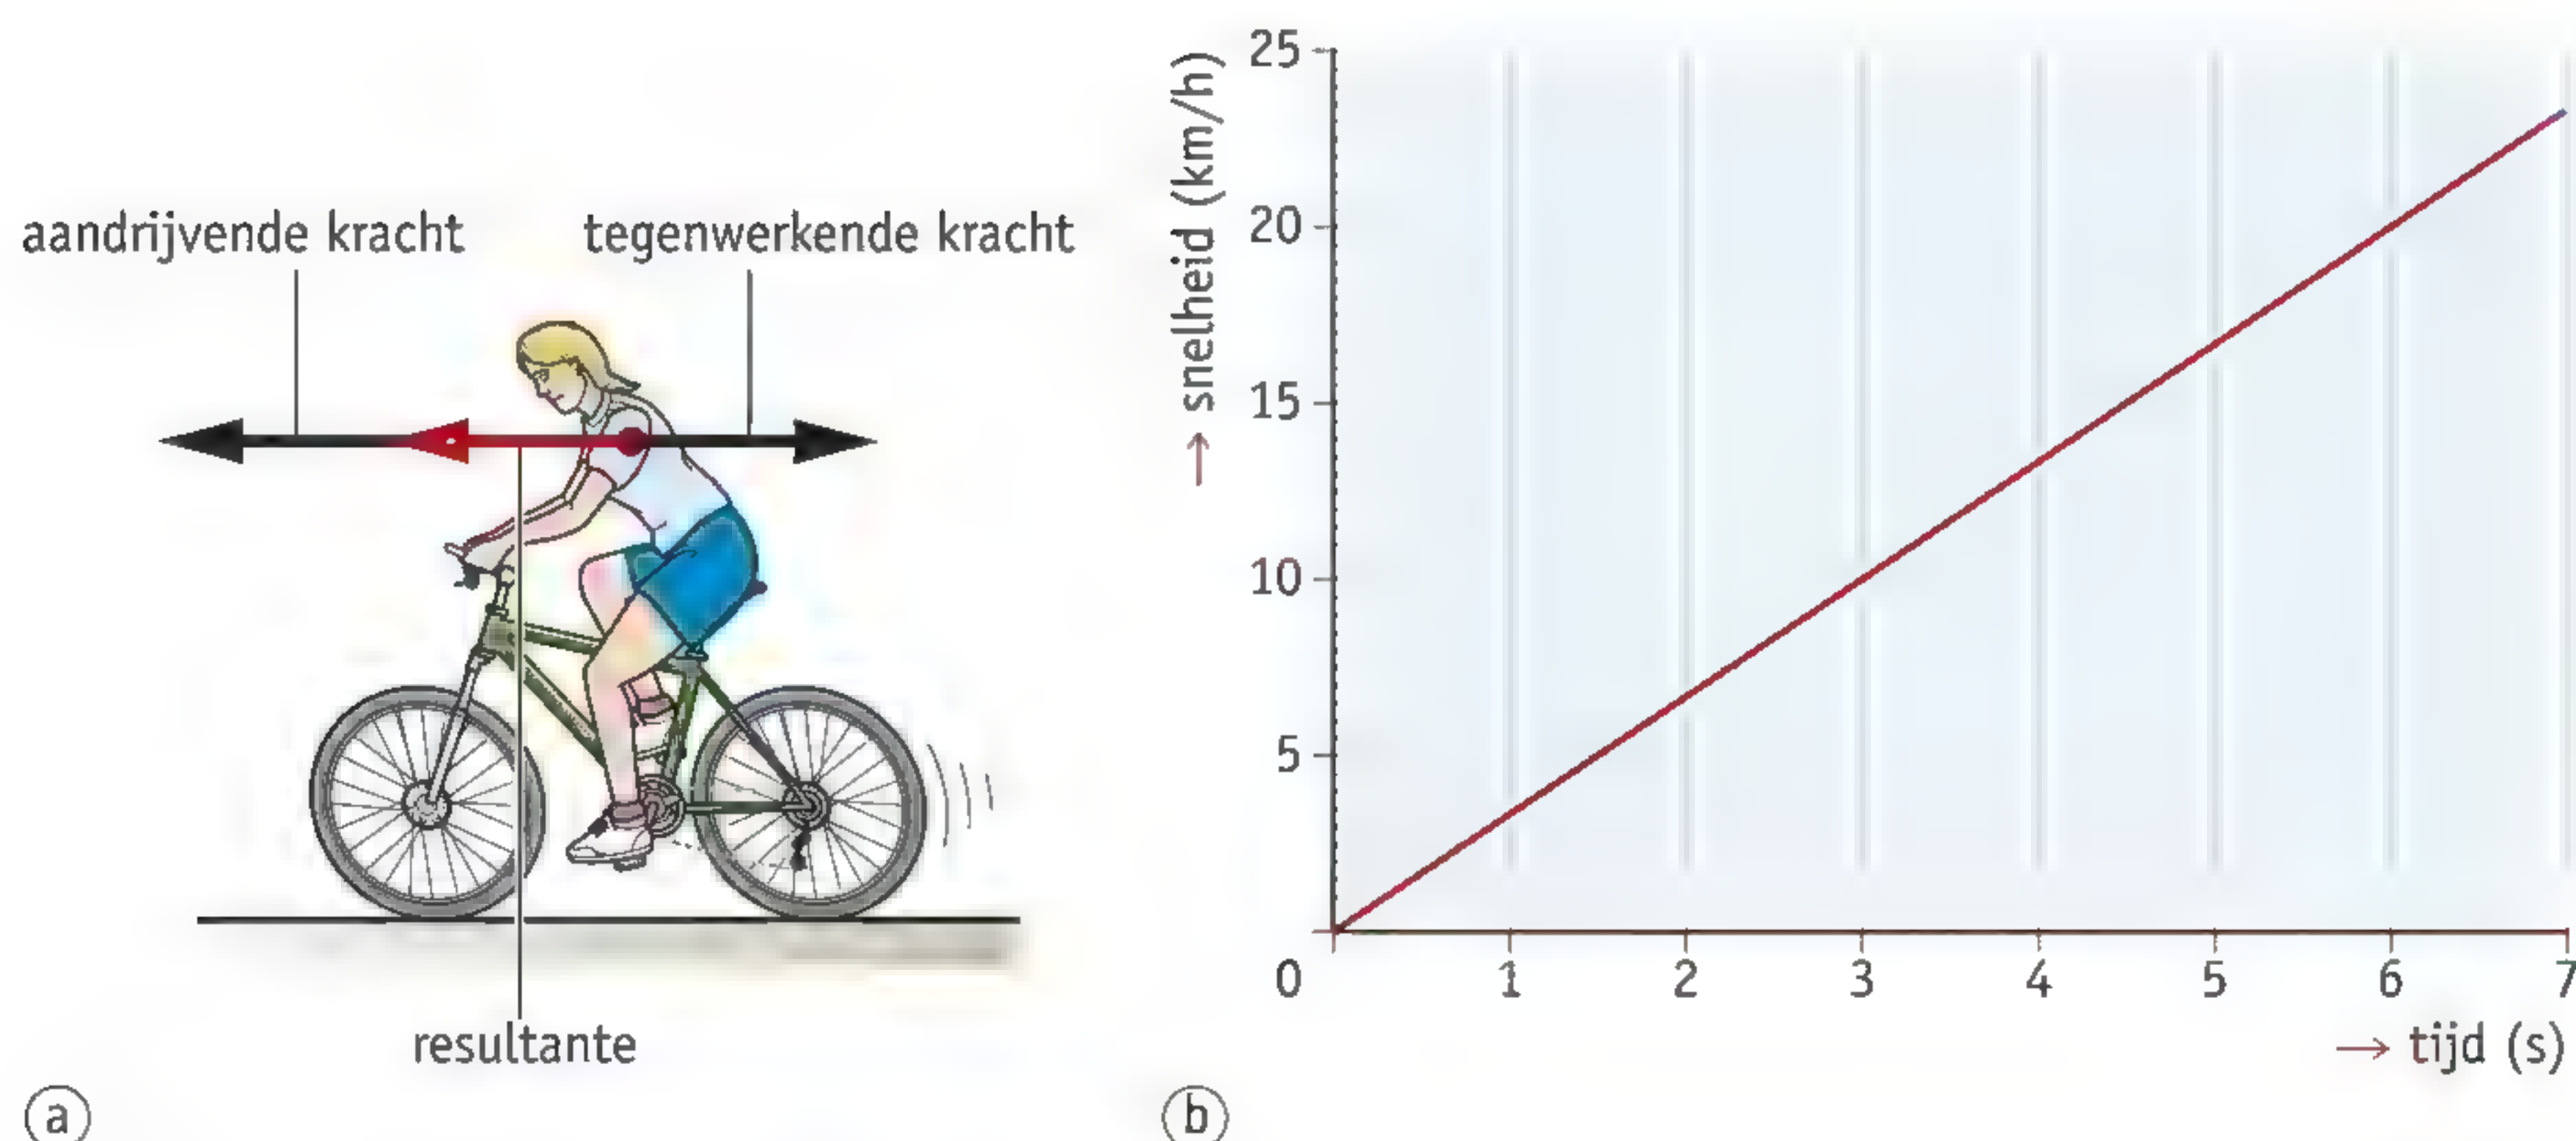 aandrijvende kracht
tegenwerkende kracht
resultante
a
→ snelheid (km/h)
25
20
15
10
5
0
1 2 3 4 5 6 7
→ tijd (s)
b